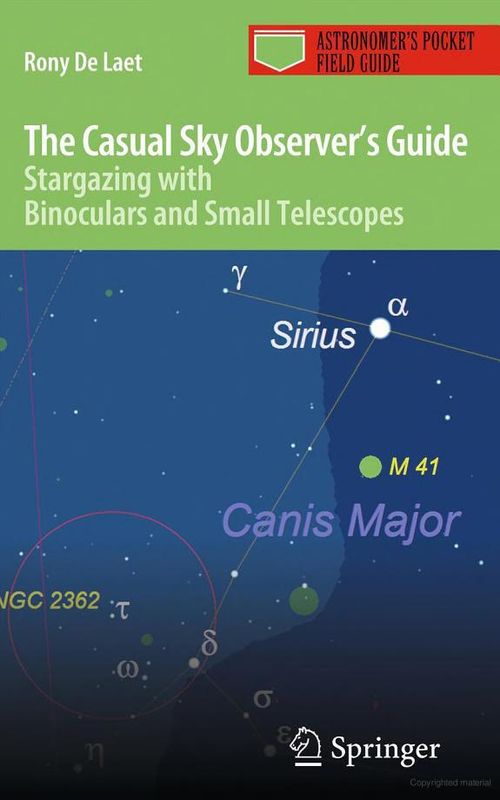 Rony De Laet
ASTRONOMER'S POCKET
FIELD GUIDE
The Casual Sky Observer's Guide
Stargazing with
Binoculars and Small Telescopes
γ
α
Sirius
M 41
Canis Major
NGC 2362
τ
δ
ω
σ
ε
η
Springer
Copyrighted material